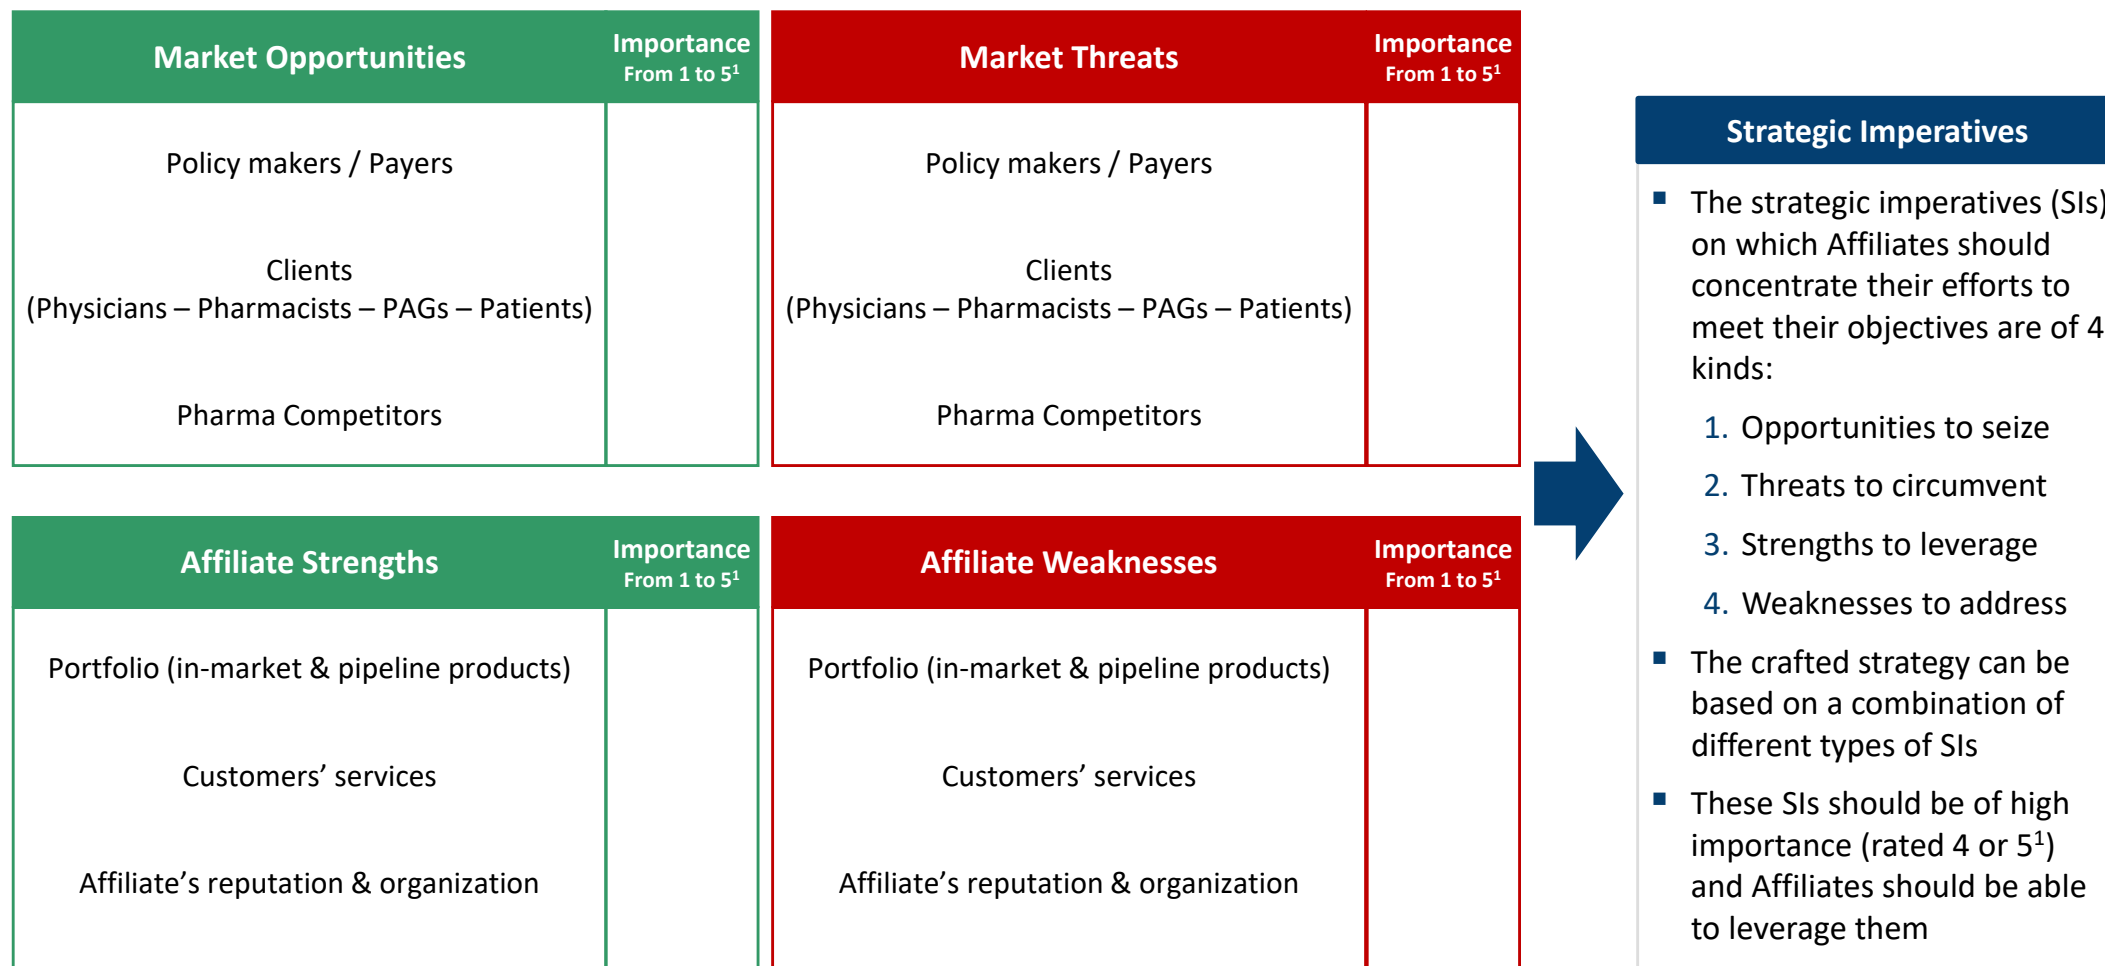 Market Opportunities
Importance
From 1 to 5¹
Policy makers / Payers
Clients
(Physicians – Pharmacists – PAGs – Patients)
Pharma Competitors
Market Threats
Importance
From 1 to 5¹
Policy makers / Payers
Clients
(Physicians – Pharmacists – PAGs – Patients)
Pharma Competitors
Affiliate Strengths
Importance
From 1 to 5¹
Portfolio (in-market & pipeline products)
Customers’ services
Affiliate’s reputation & organization
Affiliate Weaknesses
Importance
From 1 to 5¹
Portfolio (in-market & pipeline products)
Customers’ services
Affiliate’s reputation & organization
Strategic Imperatives
▪ The strategic imperatives (SIs)
on which Affiliates should
concentrate their efforts to
meet their objectives are of 4
kinds:
1. Opportunities to seize
2. Threats to circumvent
3. Strengths to leverage
4. Weaknesses to address
▪ The crafted strategy can be
based on a combination of
different types of SIs
▪ These SIs should be of high
importance (rated 4 or 5¹)
and Affiliates should be able
to leverage them